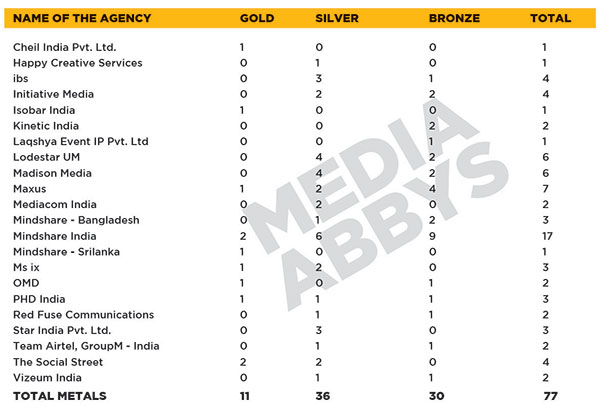 NAME OF THE AGENCY GOLD SILVER BRONZE TOTAL
Cheil India Pvt. Ltd. 1 0 0 1
Happy Creative Services 0 1 0 1
ibs 0 3 1 4
Initiative Media 0 2 2 4
Isobar India 1 0 0 1
Kinetic India 0 0 2 2
Laqshya Event IP Pvt. Ltd 0 0 1 1
Lodestar UM 0 4 2 6
Madison Media 0 4 2 6
Maxus 1 2 4 7
Mediacom India 0 2 0 2
Mindshare - Bangladesh 0 1 2 3
Mindshare India 2 6 9 17
Mindshare - Srilanka 1 0 0 1
Ms ix 1 2 0 3
OMD 1 0 1 2
PHD India 1 1 1 3
Red Fuse Communications 0 1 1 2
Star India Pvt. Ltd. 0 3 0 3
Team Airtel, GroupM - India 0 1 1 2
The Social Street 2 2 0 4
Vizeum India 0 1 1 2
TOTAL METALS 11 36 30 77
MEDIA
ABBYS